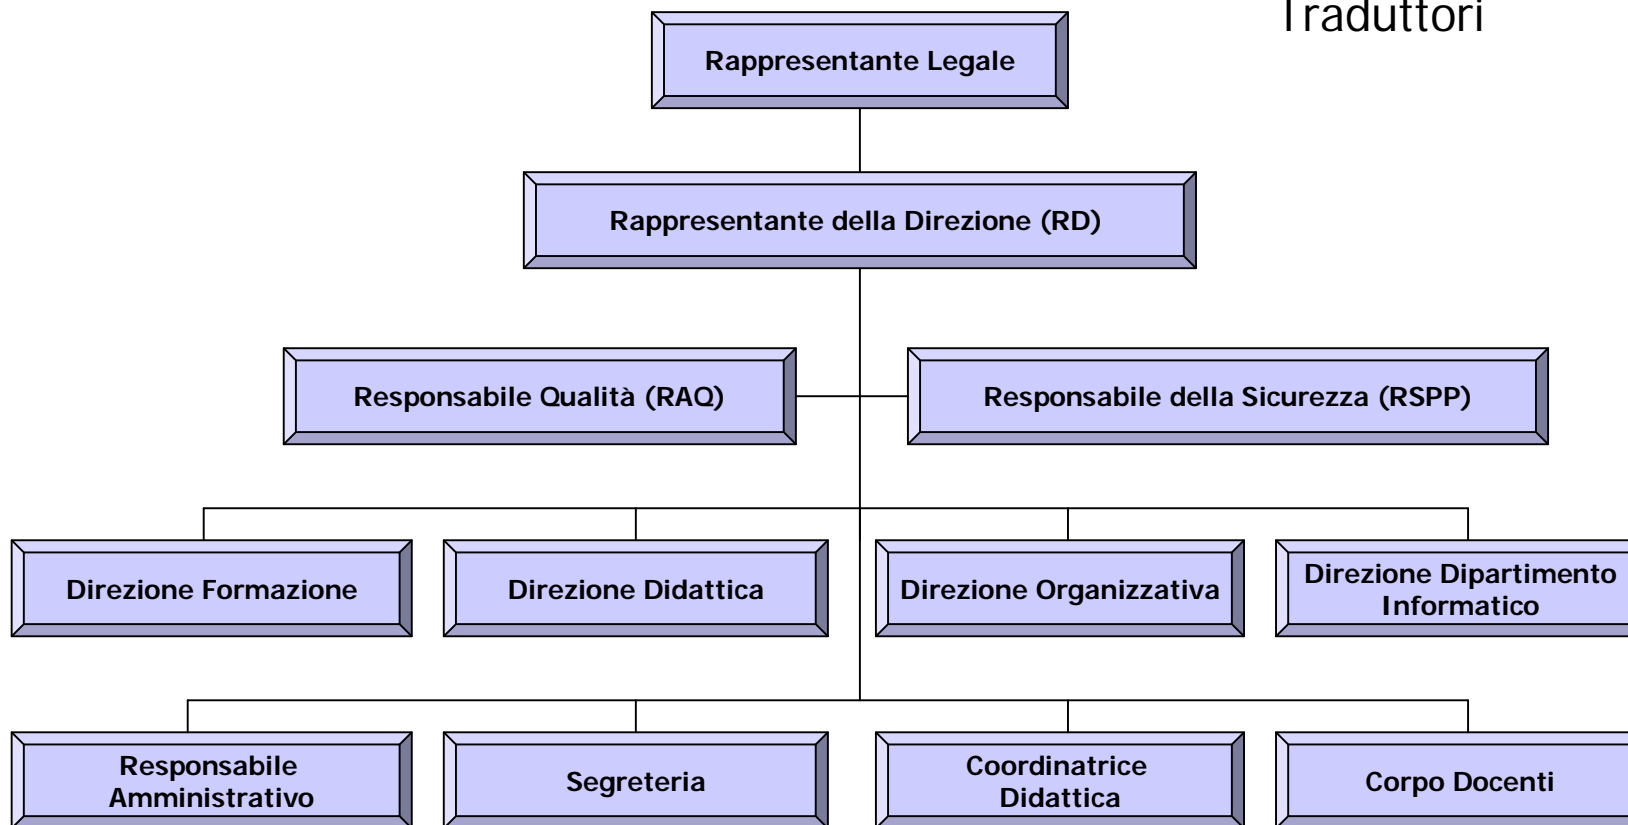 Traduttori
Rappresentante Legale
Rappresentante della Direzione (RD)
Responsabile Qualità (RAQ)
Responsabile della Sicurezza (RSPP)
Direzione Formazione
Direzione Didattica
Direzione Organizzativa
Direzione Dipartimento
Informatico
Responsabile
Amministrativo
Segreteria
Coordinatrice
Didattica
Corpo Docenti